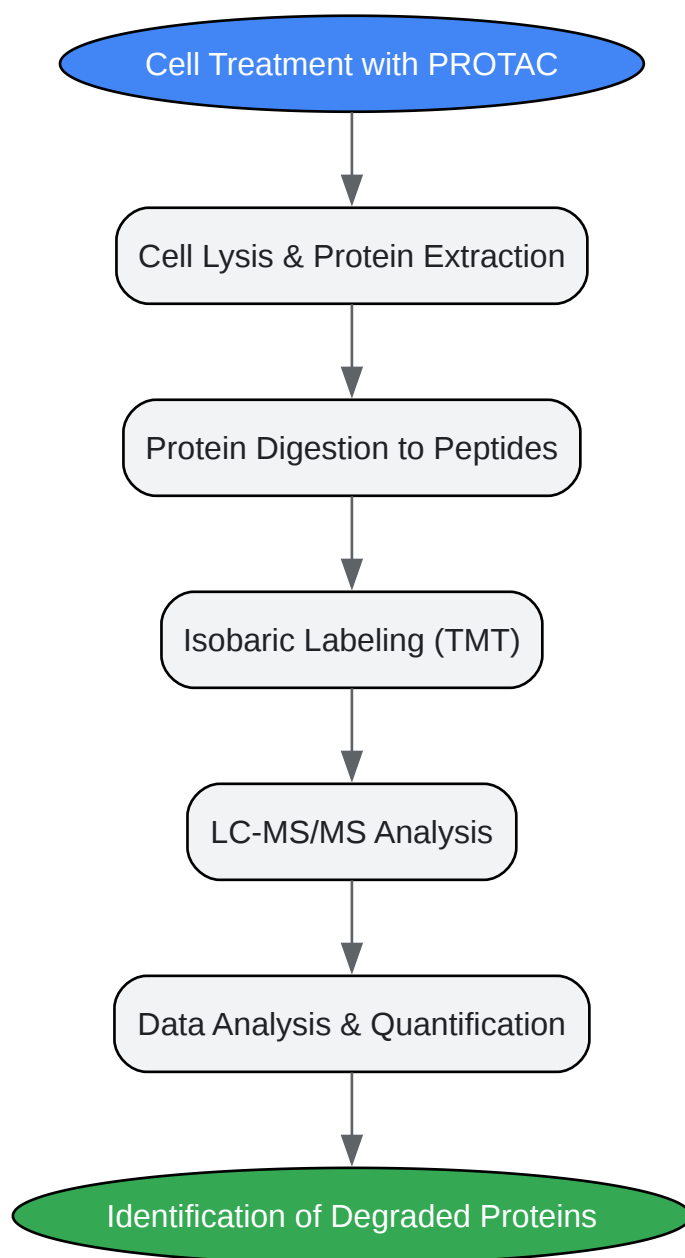 Cell Treatment with PROTAC
Cell Lysis & Protein Extraction
Protein Digestion to Peptides
Isobaric Labeling (TMT)
LC-MS/MS Analysis
Data Analysis & Quantification
Identification of Degraded Proteins